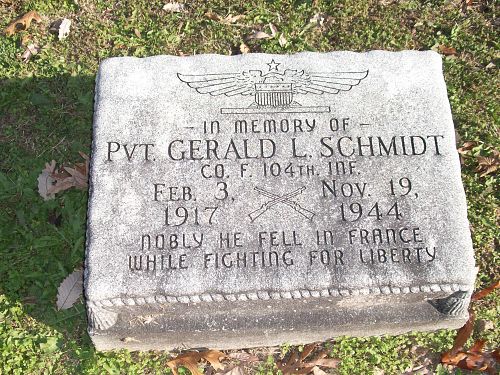 - IN MEMORY OF -
PVT. GERALD L. SCHMIDT
CO. F. 104TH. INF.
FEB. 3, NOV. 19,
1917 1944
NOBLY HE FELL IN FRANCE
WHILE FIGHTING FOR LIBERTY